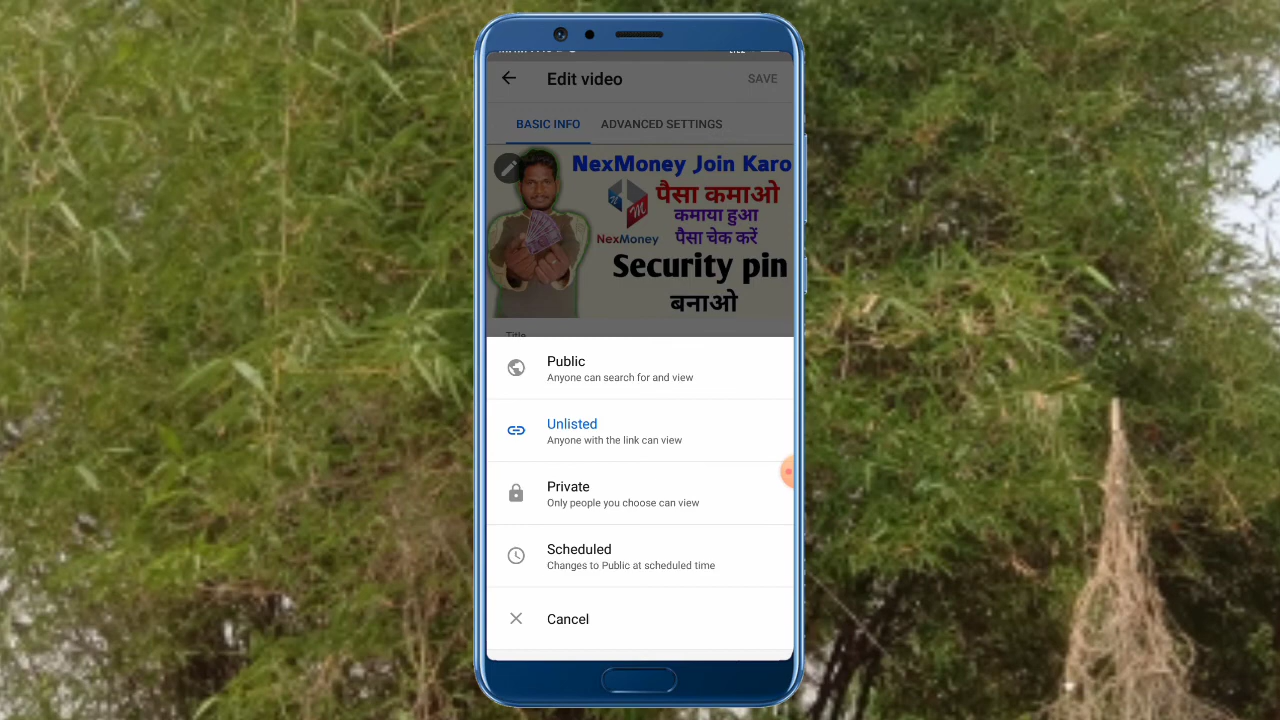 Edit video
SAVE
BASIC INFO
ADVANCED SETTINGS
NexMoney Join Karo
पैसा कमाओ
कमाया हुआ
NexMoney
पैसा चेक करें
Security pin
बनाओ
Title
Public
Anyone can search for and view
Unlisted
Anyone with the link can view
Private
Only people you choose can view
Scheduled
Changes to Public at scheduled time
Cancel